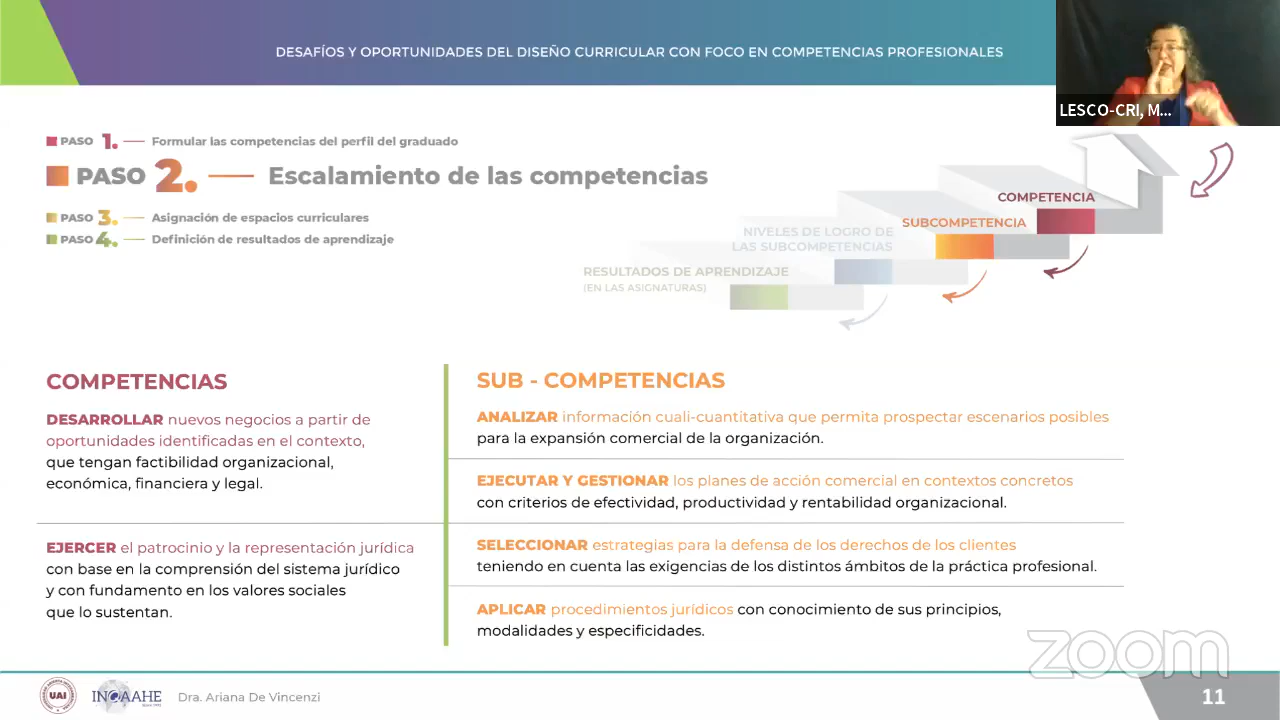 DESAFÍOS Y OPORTUNIDADES DEL DISEÑO CURRICULAR CON FOCO EN COMPETENCIAS PROFESIONALES
LESCO-CRI, M...
PASO 1. Formular las competencias del perfil del graduado
PASO 2. Escalamiento de las competencias
PASO 3. Asignación de espacios curriculares
PASO 4. Definición de resultados de aprendizaje
COMPETENCIA
SUBCOMPETENCIA
NIVELES DE LOGRO DE
LAS SUBCOMPETENCIAS
RESULTADOS DE APRENDIZAJE
(EN LAS ASIGNATURAS)
COMPETENCIAS
DESARROLLAR nuevos negocios a partir de
oportunidades identificadas en el contexto,
que tengan factibilidad organizacional,
económica, financiera y legal.
EJERCER el patrocinio y la representación jurídica
con base en la comprensión del sistema jurídico
y con fundamento en los valores sociales
que lo sustentan.
SUB - COMPETENCIAS
ANALIZAR información cuali-cuantitativa que permita prospectar escenarios posibles
para la expansión comercial de la organización.
EJECUTAR Y GESTIONAR los planes de acción comercial en contextos concretos
con criterios de efectividad, productividad y rentabilidad organizacional.
SELECCIONAR estrategias para la defensa de los derechos de los clientes
teniendo en cuenta las exigencias de los distintos ámbitos de la práctica profesional.
APLICAR procedimientos jurídicos con conocimiento de sus principios,
modalidades y especificidades.
zoom
UAI
INQAAHE
Dra. Ariana De Vincenzi
11